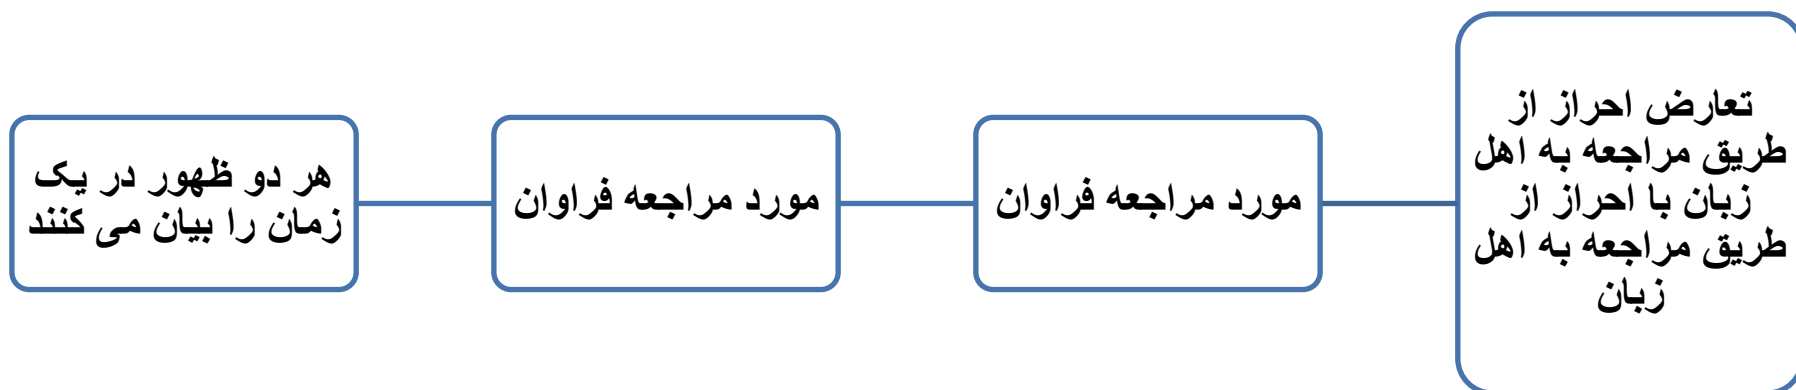 تعارض احراز از
طریق مراجعه به اهل
زبان با احراز از
طریق مراجعه به اهل
زبان
مورد مراجعه فراوان
مورد مراجعه فراوان
هر دو ظهور در یک
زمان را بیان می کنند